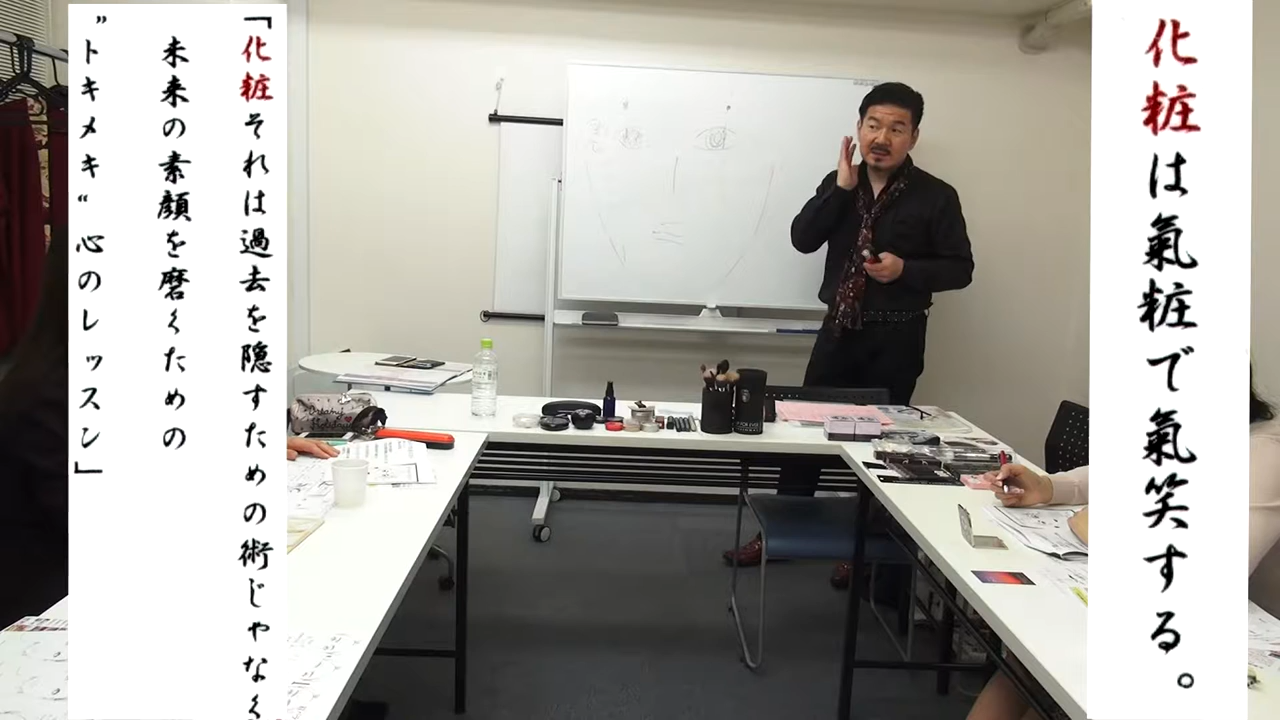 化粧は氣粧で氣笑する。
「化粧それは過去を隠すための術じゃなく
未来の素顔を磨くための
”トキメキ“心のレッスン」